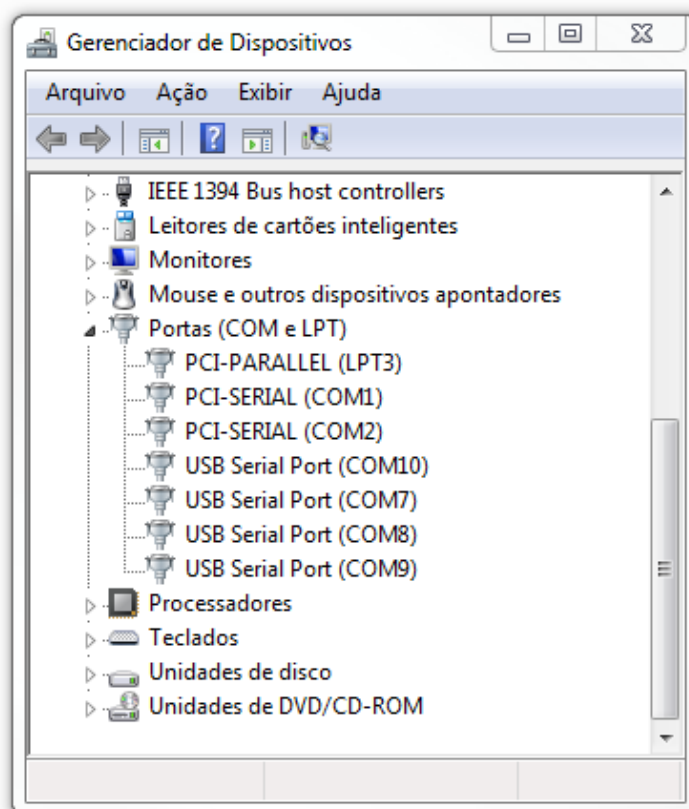 Gerenciador de Dispositivos
Arquivo Ação Exibir Ajuda
IEEE 1394 Bus host controllers
Leitores de cartões inteligentes
Monitores
Mouse e outros dispositivos apontadores
Portas (COM e LPT)
PCI-PARALLEL (LPT3)
PCI-SERIAL (COM1)
PCI-SERIAL (COM2)
USB Serial Port (COM10)
USB Serial Port (COM7)
USB Serial Port (COM8)
USB Serial Port (COM9)
Processadores
Teclados
Unidades de disco
Unidades de DVD/CD-ROM